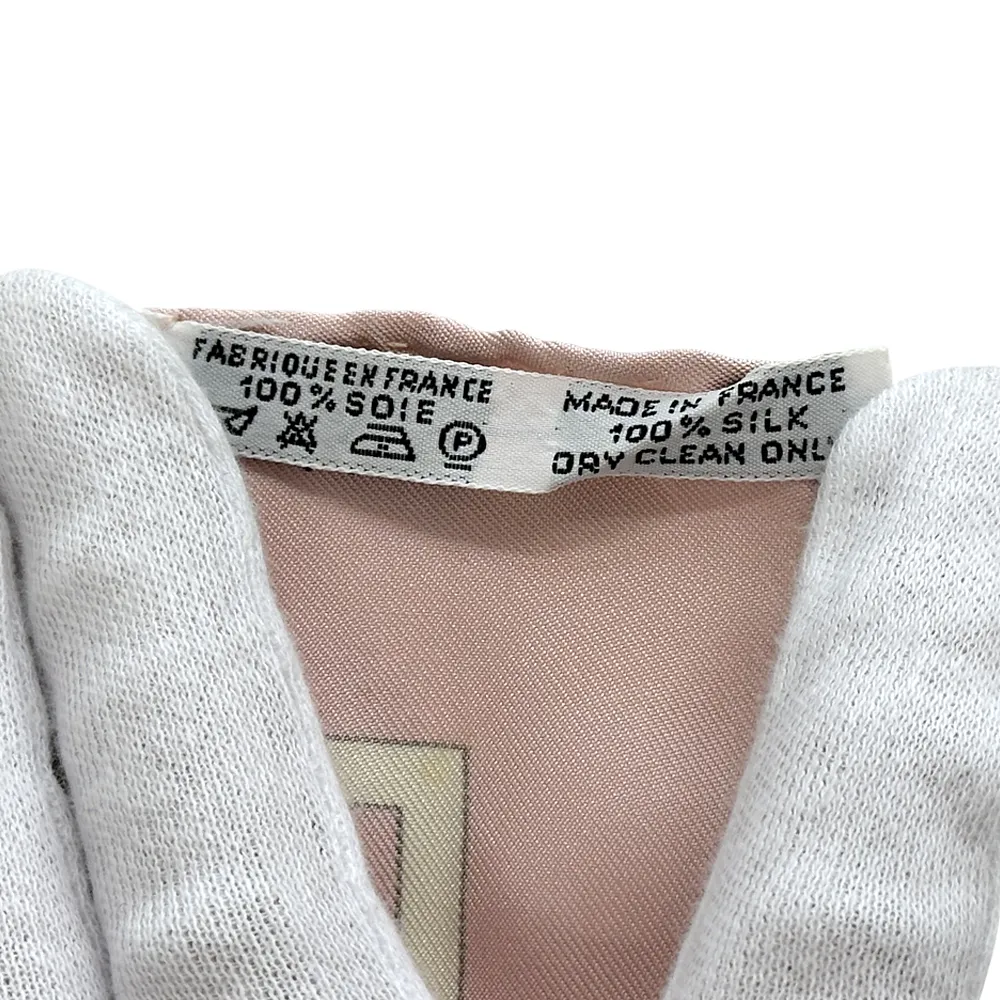 FABRIQUE EN FRANCE
100% SOIE
P
MADE IN FRANCE
100% SILK
DRY CLEAN ONLY